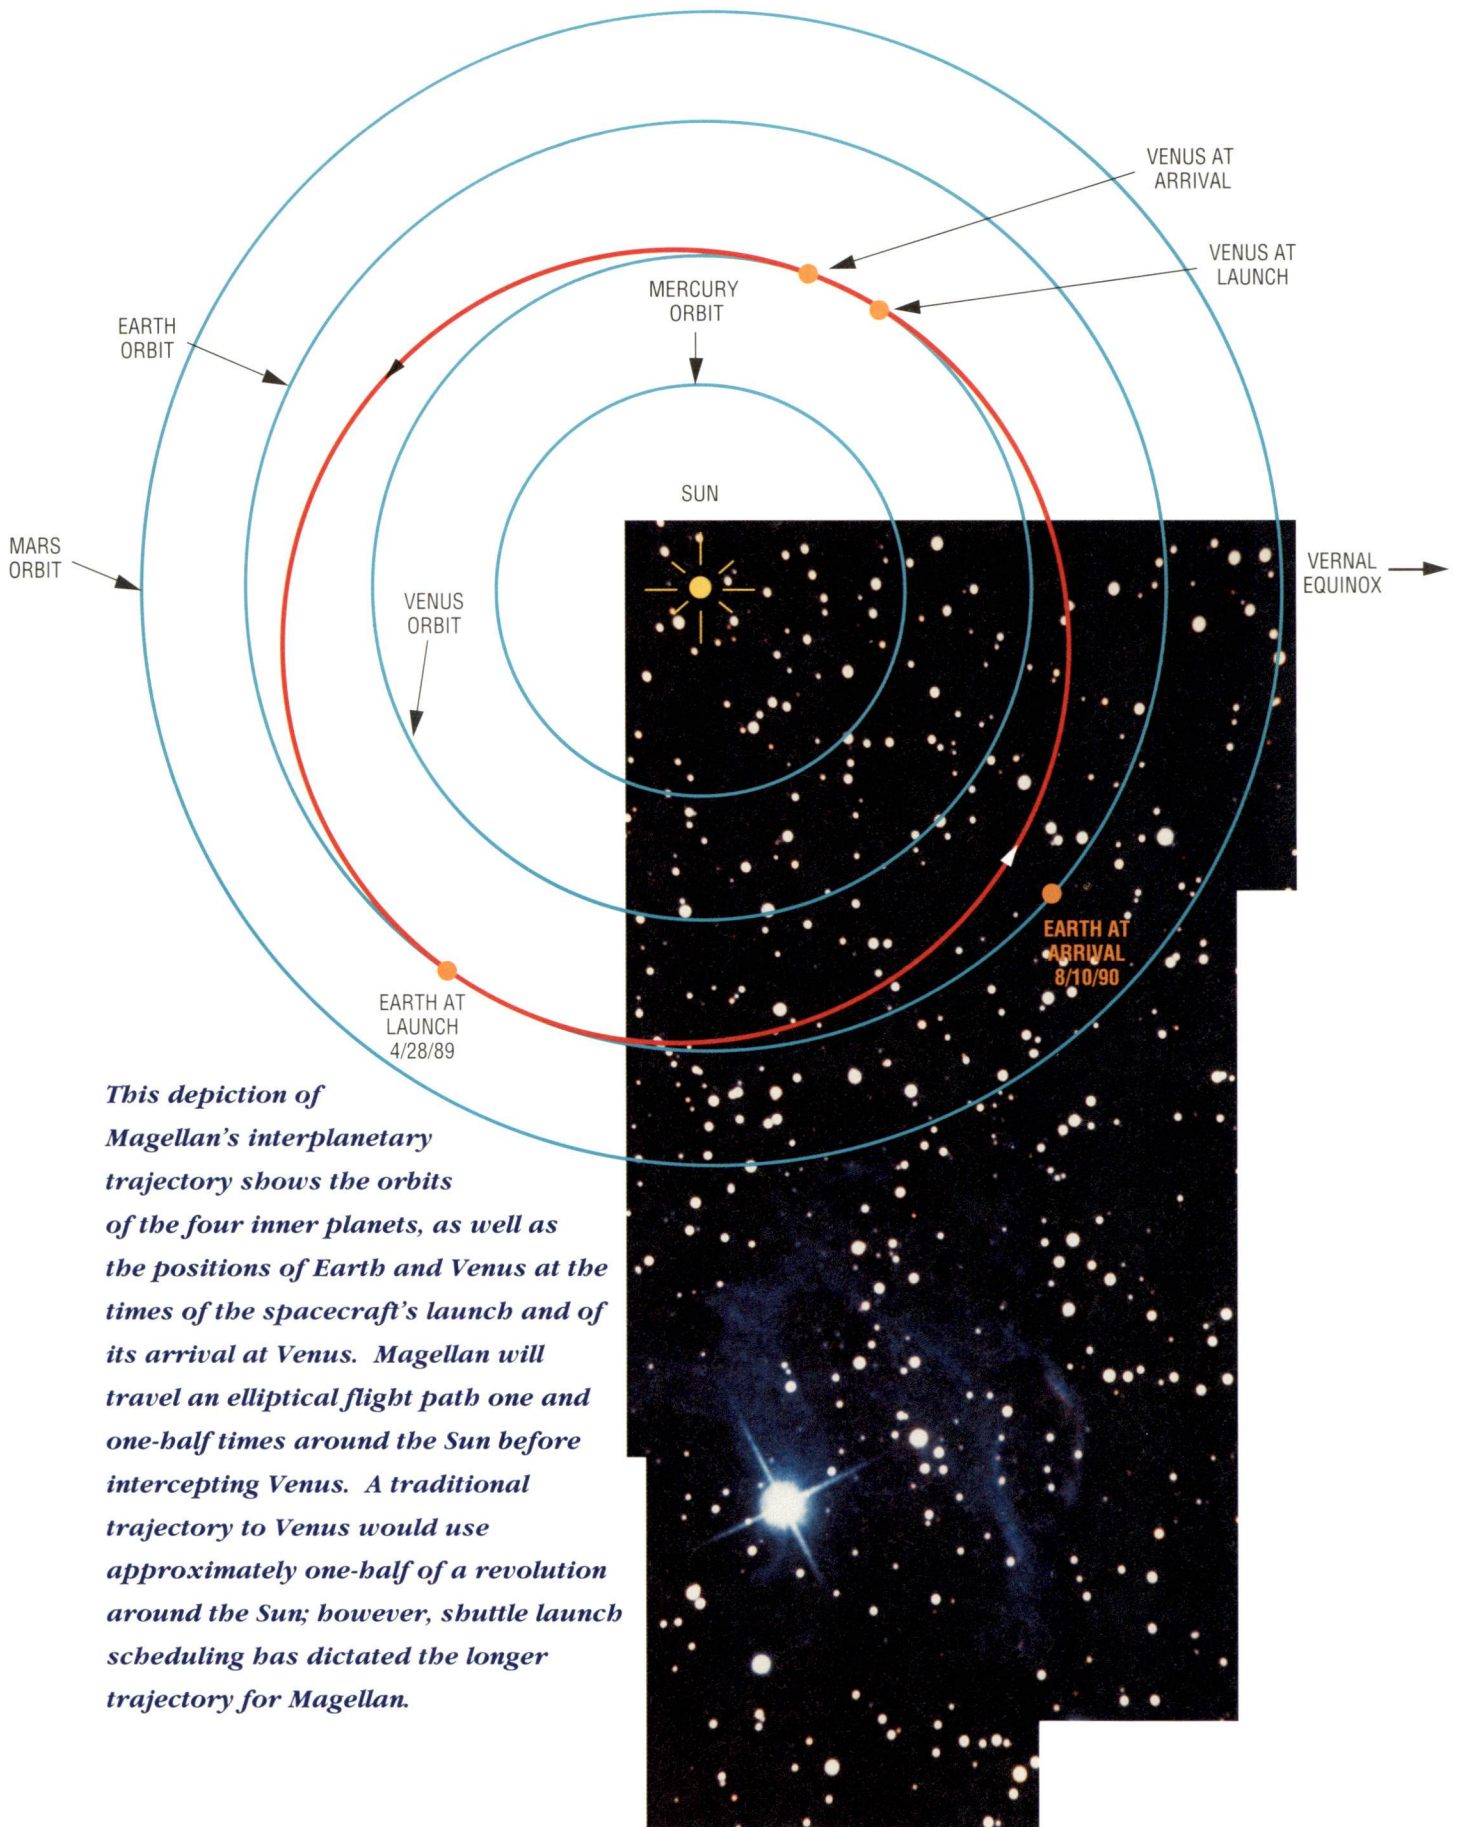 VENUS AT
ARRIVAL
VENUS AT
LAUNCH
MERCURY
ORBIT
EARTH
ORBIT
SUN
MARS
ORBIT
VERNAL
EQUINOX
VENUS
ORBIT
EARTH AT
ARRIVAL
8/10/90
EARTH AT
LAUNCH
4/28/89
This depiction of
Magellan's interplanetary
trajectory shows the orbits
of the four inner planets, as well as
the positions of Earth and Venus at the
times of the spacecraft's launch and of
its arrival at Venus. Magellan will
travel an elliptical flight path one and
one-half times around the Sun before
intercepting Venus. A traditional
trajectory to Venus would use
approximately one-half of a revolution
around the Sun; however, shuttle launch
scheduling has dictated the longer
trajectory for Magellan.